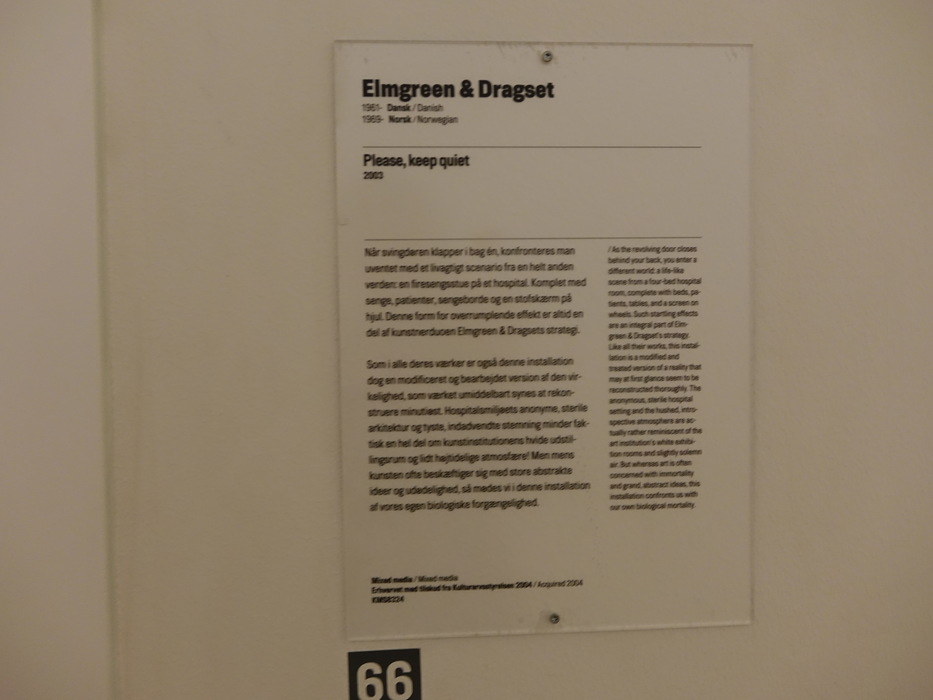 Elmgreen & Dragset
1961- Dansk / Danish
1969- Norsk / Norwegian
Please, keep quiet
2003
Når svingdøren klapper i bag én, konfronteres man
uventet med et livagtigt scenario fra en helt anden
verden: en firesengsstue på et hospital. Komplet med
senge, patienter, sengeborde og en stofskærm på
hjul. Denne form for overrumplende effekt er altid en
del af kunstnerduoen Elmgreen & Dragsets strategi.
Som i alle deres værker er også denne installation
dog en modificeret og bearbejdet version af den vir-
kelighed, som værket umiddelbart synes at rekon-
struere minutiøst. Hospitalsmiljøets anonyme, sterile
arkitektur og tyste, indadvendte stemning minder fak-
tisk en hel del om kunstinstitutionens hvide udstil-
lingsrum og lidt højtidelige atmosfære! Men mens
kunsten ofte beskæftiger sig med store abstrakte
ideer og udødelighed, så mødes vi i denne installation
af vores egen biologiske forgængelighed.
/ As the revolving door closes
behind your back, you enter a
different world: a life-like
scene from a four-bed hospital
room, complete with beds, pa-
tients, tables, and a screen on
wheels. Such startling effects
are an integral part of Elm-
green & Dragset's strategy.
Like all their works, this instal-
lation is a modified and
treated version of a reality that
may at first glance seem to be
reconstructed thoroughly. The
anonymous, sterile hospital
setting and the hushed, intro-
spective atmosphere are ac-
tually rather reminiscent of the
art institution's white exhibi-
tion rooms and slightly solemn
air. But whereas art is often
concerned with immortality
and grand, abstract ideas, this
installation confronts us with
our own biological mortality.
Mixed media / Mixed media
Erhvervet med tilskud fra Kulturarvsstyrelsen 2004 / Acquired 2004
KMS8224
66